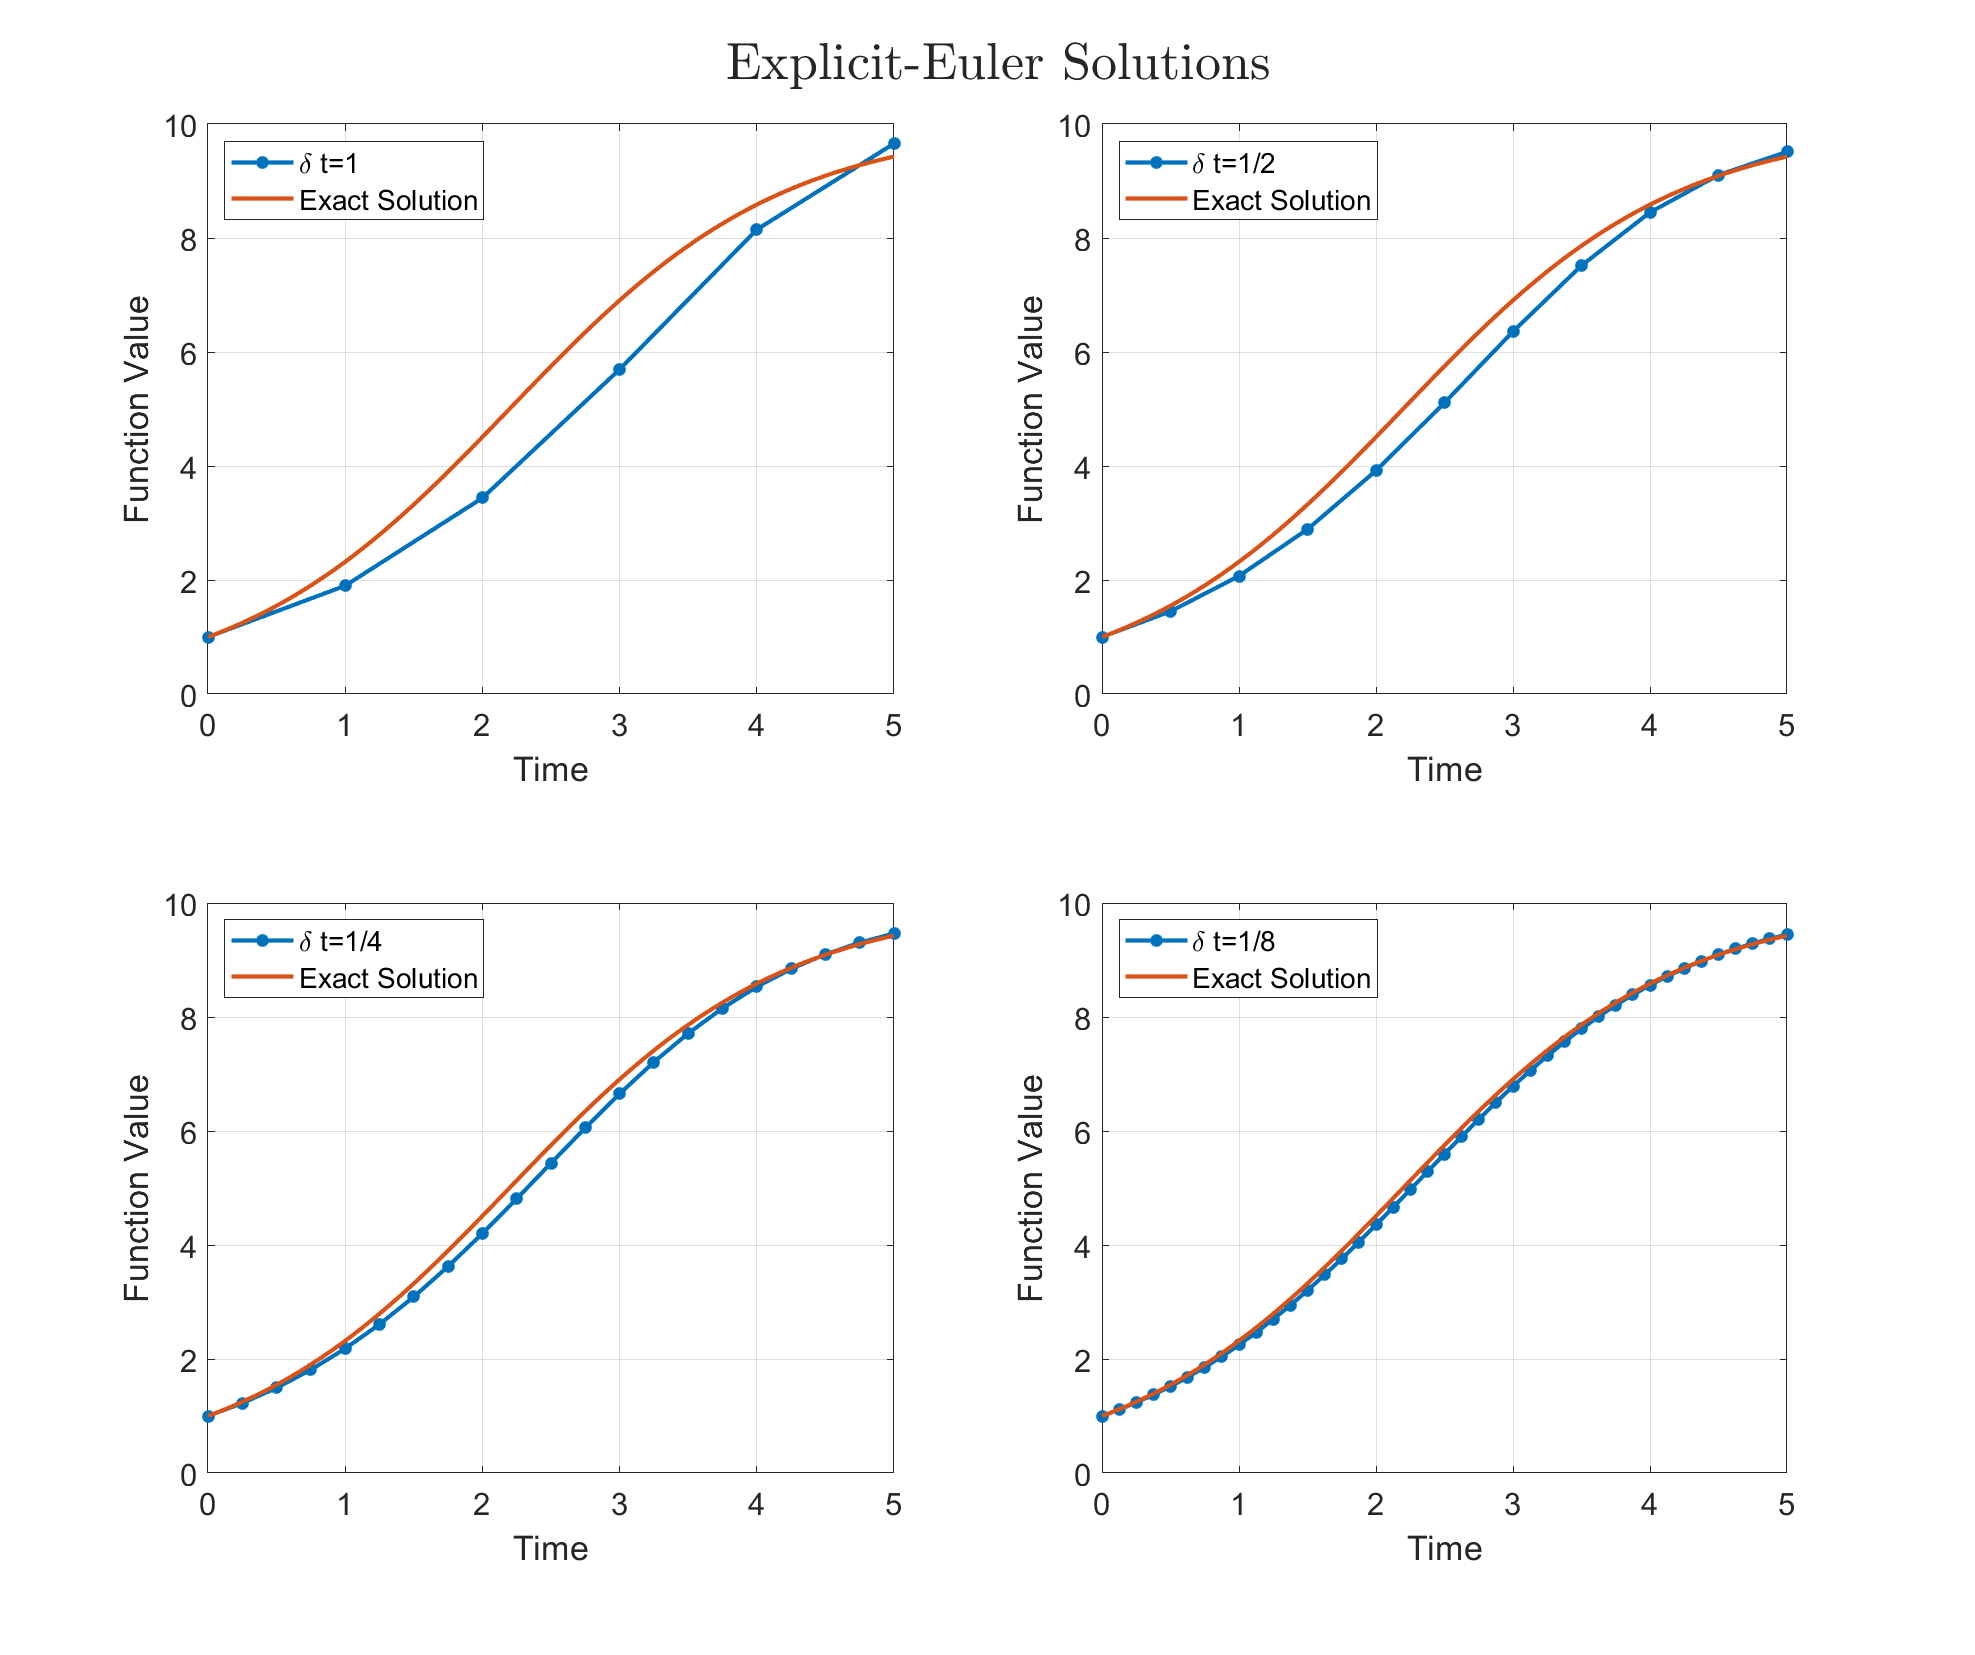 Explicit-Euler Solutions
10
8
6
4
2
0
Function Value
δ t=1
Exact Solution
0 1 2 3 4 5
Time
10
8
6
4
2
0
Function Value
δ t=1/2
Exact Solution
0 1 2 3 4 5
Time
10
8
6
4
2
0
Function Value
δ t=1/4
Exact Solution
0 1 2 3 4 5
Time
10
8
6
4
2
0
Function Value
δ t=1/8
Exact Solution
0 1 2 3 4 5
Time